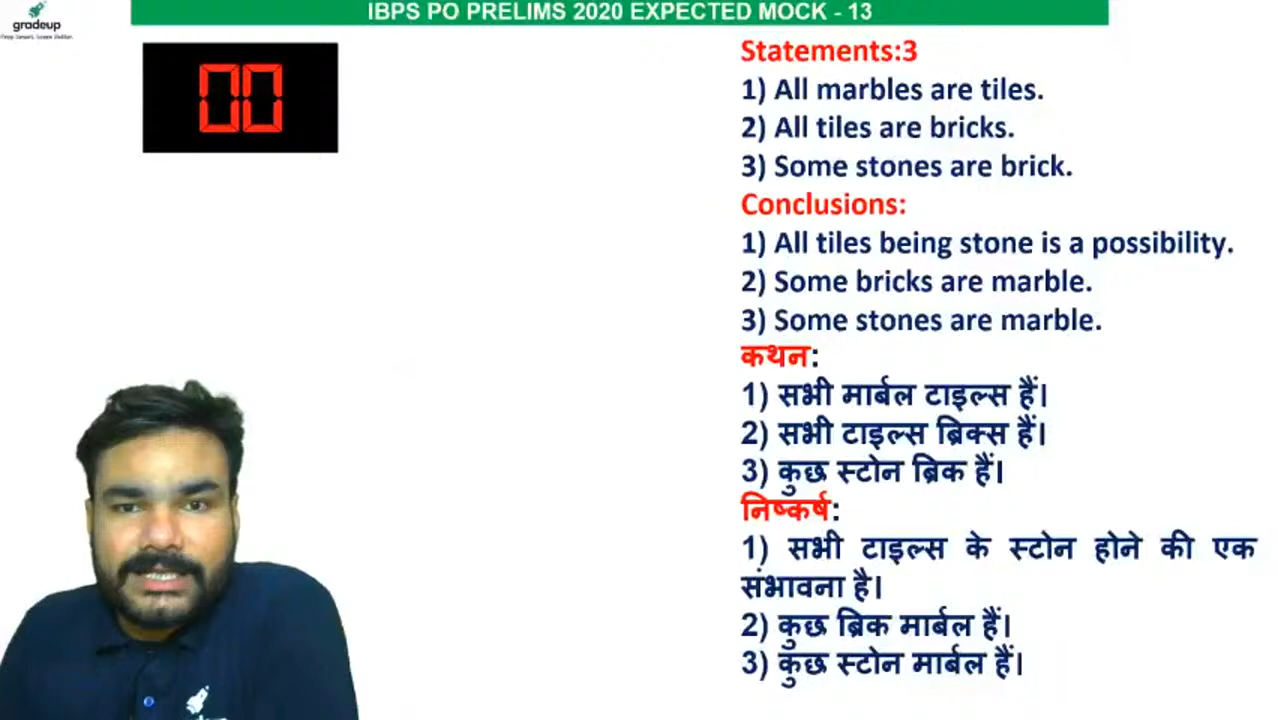 IBPS PO PRELIMS 2020 EXPECTED MOCK - 13
gradeup
00
Statements:3
1) All marbles are tiles.
2) All tiles are bricks.
3) Some stones are brick.
Conclusions:
1) All tiles being stone is a possibility.
2) Some bricks are marble.
3) Some stones are marble.
कथन:
1) सभी मार्बल टाइल्स हैं।
2) सभी टाइल्स ब्रिक्स हैं।
3) कुछ स्टोन ब्रिक हैं।
निष्कर्ष:
1) सभी टाइल्स के स्टोन होने की एक
संभावना है।
2) कुछ ब्रिक मार्बल हैं।
3) कुछ स्टोन मार्बल हैं।